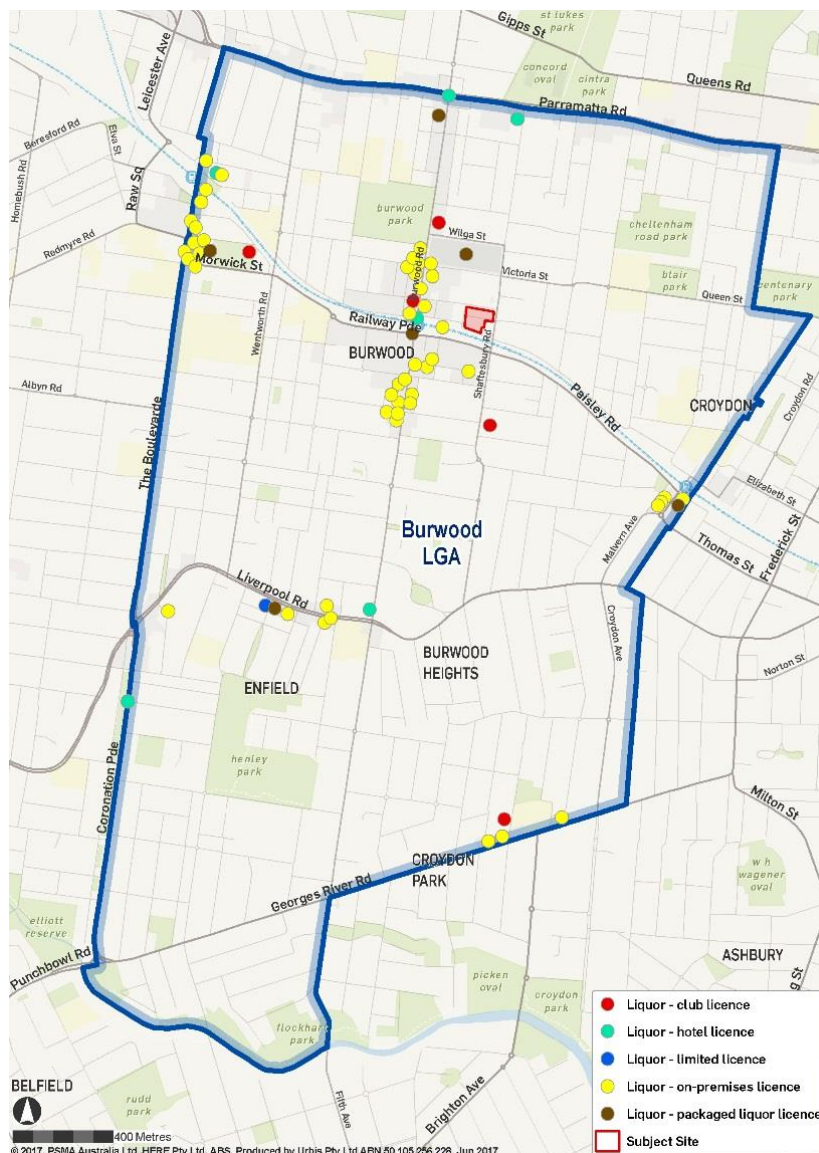 st lukes
park
Gipps St
Leicester Ave
concord
oval
cintra
park
Queens Rd
Parramatta Rd
Beresford Rd
Elva St
Homebush Rd
Raw Sq
burwood
park
Wilga St
cheltenham
road park
Redmyre Rd
Morwick St
Burwood Rd
Victoria St
blair
park
Queen St
centenary
park
Wentworth Rd
Railway Pde
BURWOOD
Shaftesbury Rd
Albyn Rd
Paisley Rd
CROYDON
Croydon Rd
The Boulevarde
Elizabeth St
Malvern Ave
Thomas St
Frederick St
Burwood
LGA
Liverpool Rd
Croydon Ave
BURWOOD
HEIGHTS
Norton St
ENFIELD
henley
park
Coronation Pde
Milton St
CROYDON
PARK
Georges River Rd
w h
wagener
oval
elliott
reserve
Punchbowl Rd
ASHBURY
picken
oval
croydon
park
g St
flockhart
park
BELFIELD
rudd
park
Fifth Ave
Brighton Ave
Liquor - club licence
Liquor - hotel licence
Liquor - limited licence
Liquor - on-premises licence
Liquor - packaged liquor licence
Subject Site
400 Metres
© 2017. PSMA Australia Ltd, HERE Pty Ltd, ABS. Produced by Urbis Pty Ltd ABN 50 105 256 228, Jun 2017